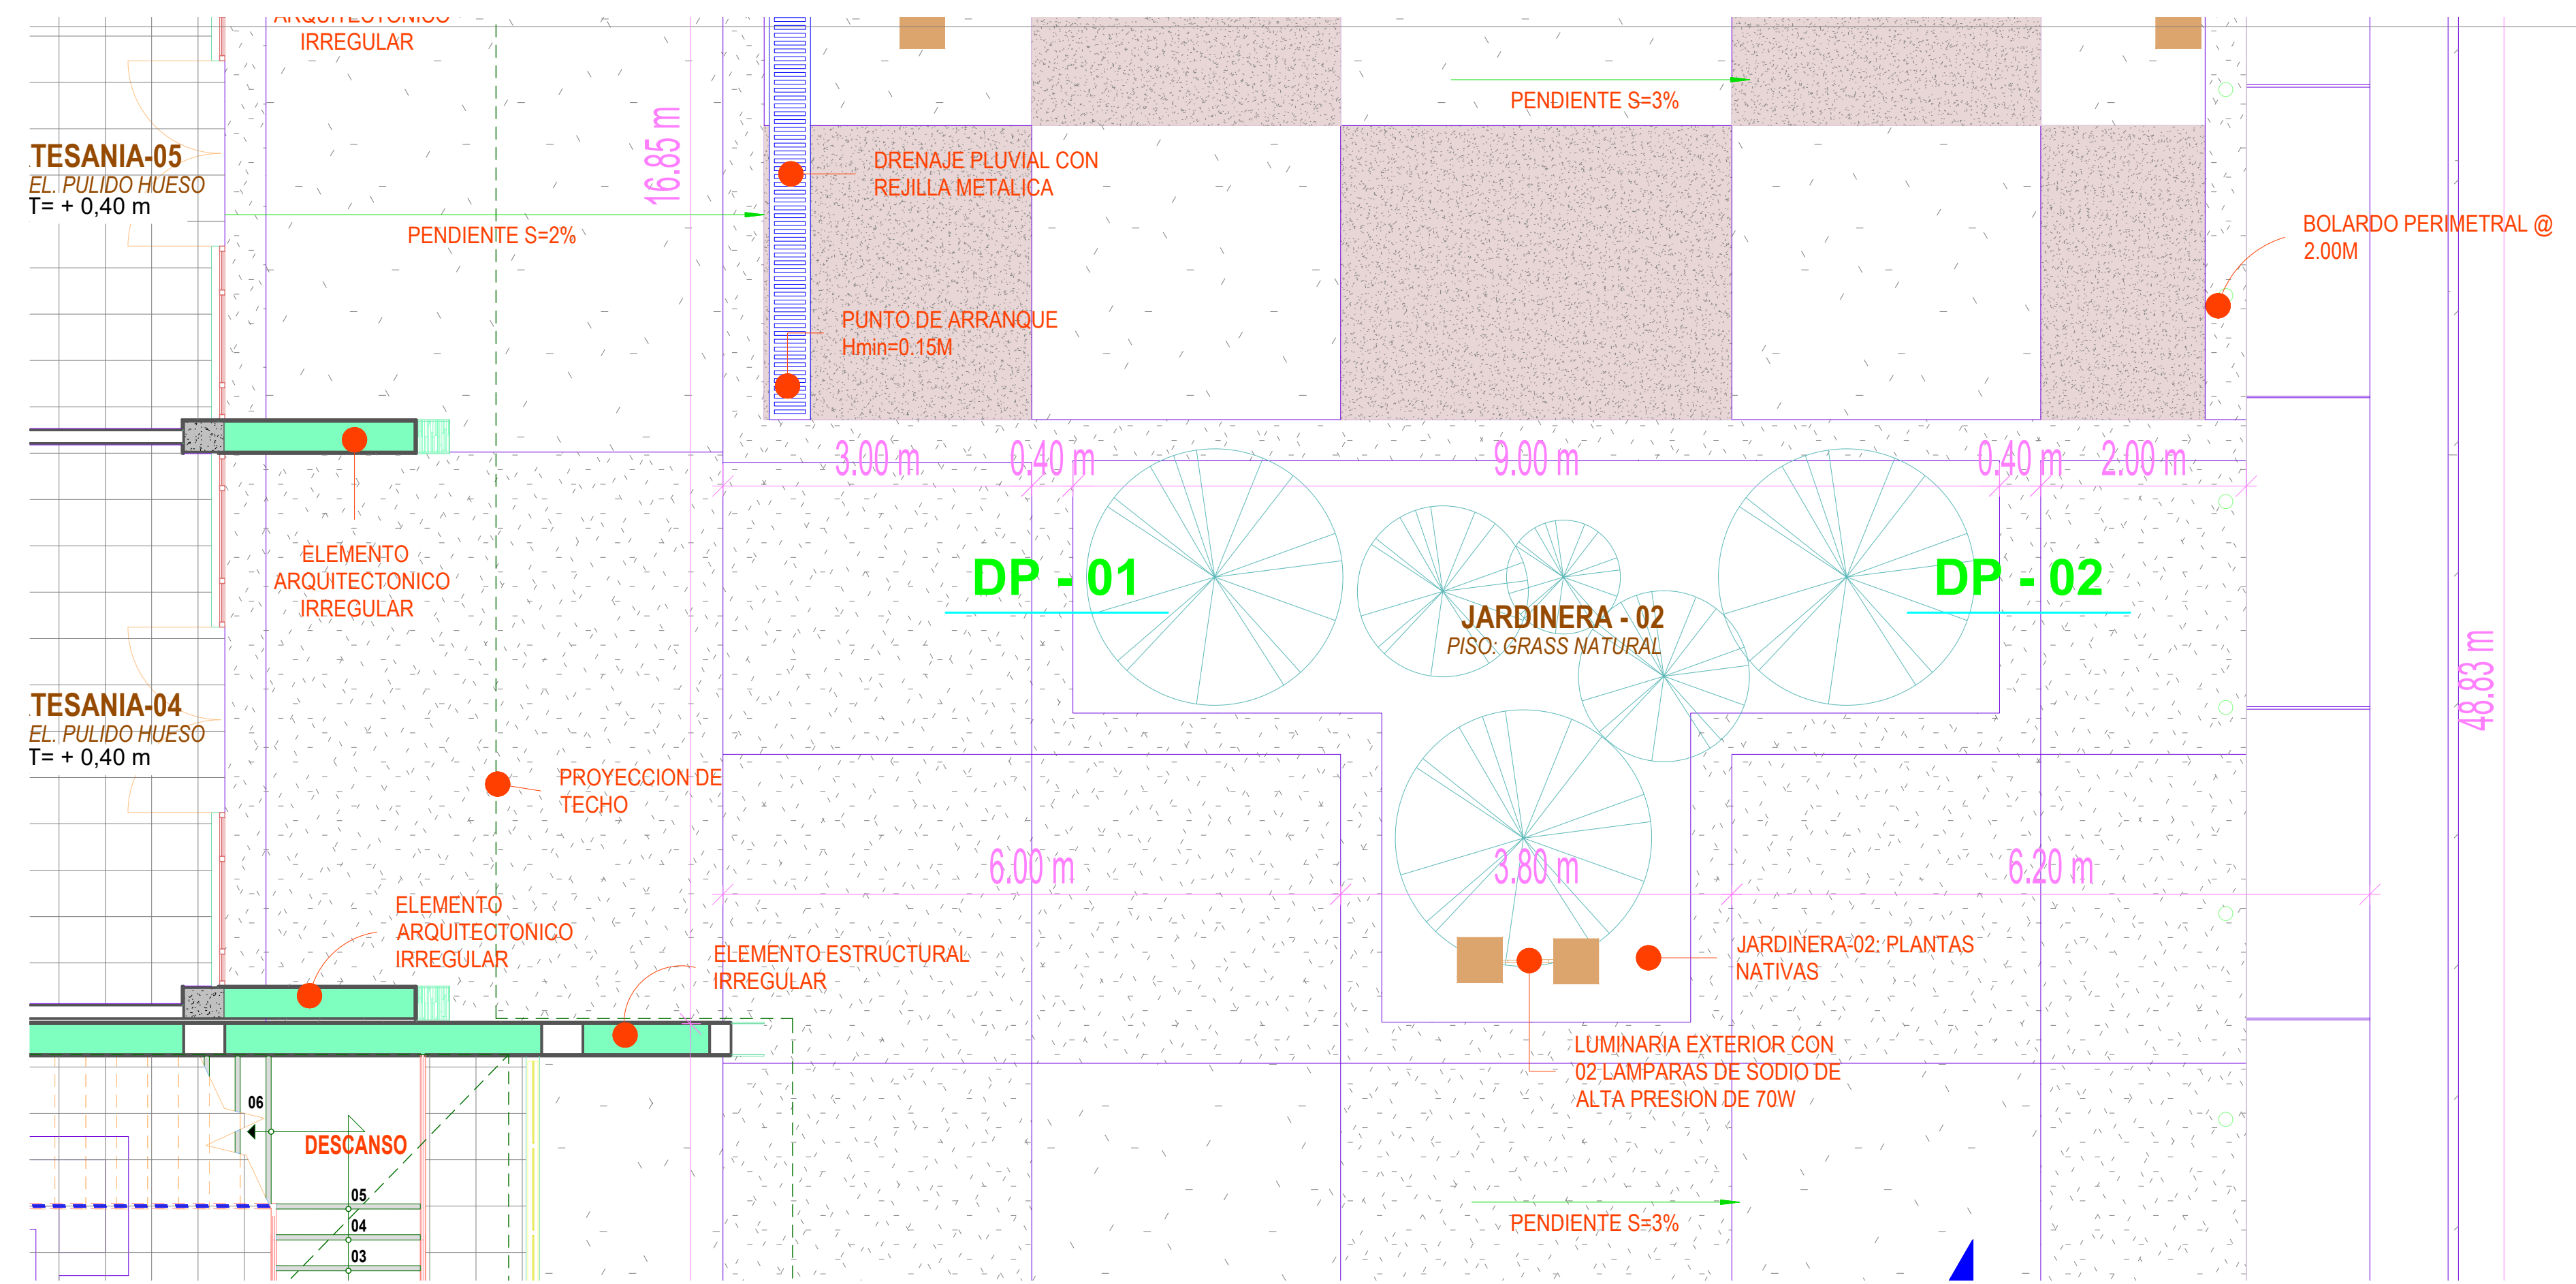 ARQUITECTONICO
IRREGULAR
PENDIENTE S=3%
TESANIA-05
EL. PULIDO HUESO
T= + 0,40 m
16.85 m
DRENAJE PLUVIAL CON
REJILLA METALICA
PENDIENTE S=2%
BOLARDO PERIMETRAL @
2.00M
PUNTO DE ARRANQUE
Hmin=0.15M
3.00 m
0.40 m
9.00 m
0.40 m
2.00 m
ELEMENTO
ARQUITECTONICO
IRREGULAR
DP - 01
DP - 02
JARDINERA - 02
PISO: GRASS NATURAL
48.83 m
TESANIA-04
EL. PULIDO HUESO
T= + 0,40 m
PROYECCION DE
TECHO
6.00 m
3.80 m
6.20 m
ELEMENTO
ARQUITECTONICO
IRREGULAR
ELEMENTO ESTRUCTURAL
IRREGULAR
JARDINERA-02: PLANTAS
NATIVAS
LUMINARIA EXTERIOR CON
02 LAMPARAS DE SODIO DE
ALTA PRESION DE 70W
06
DESCANSO
05
04
03
PENDIENTE S=3%